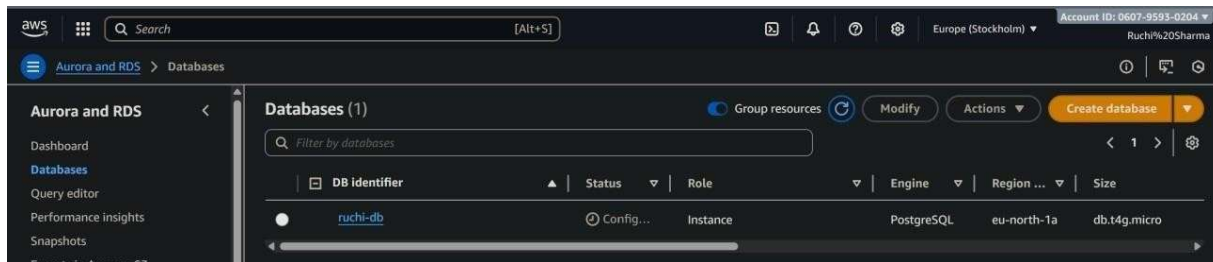 aws Search [Alt+S] Europe (Stockholm) Account ID: 0607-9593-0204
Ruchi%20Sharma
Aurora and RDS > Databases
Aurora and RDS
Dashboard
Databases
Query editor
Performance insights
Snapshots
Databases (1) Group resources Modify Actions Create database
Filter by databases 1
DB identifier Status Role Engine Region ... Size
ruchi-db Config... Instance PostgreSQL eu-north-1a db.t4g.micro